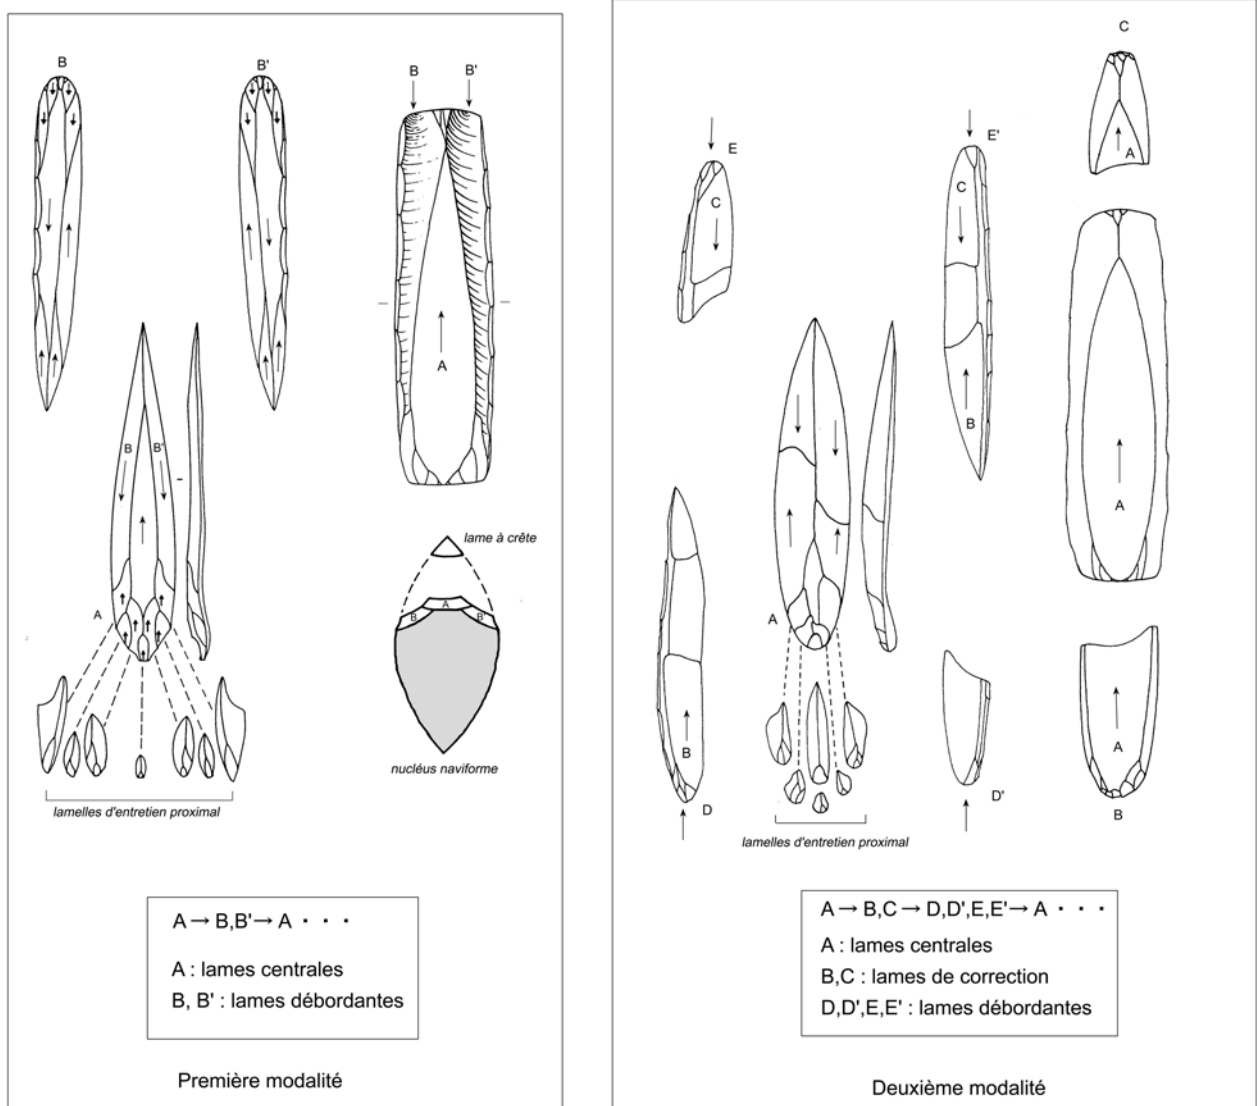 B
B'
B
B'
A
B
B'
A
lame à crête
A
B
B'
nucléus naviforme
lamelles d'entretien proximal
A → B,B' → A · · ·
A : lames centrales
B, B' : lames débordantes
Première modalité
C
E
E'
A
C
C
B
A
A
B
D
D'
A
B
lamelles d'entretien proximal
A → B,C → D,D',E,E' → A · · ·
A : lames centrales
B,C : lames de correction
D,D',E,E' : lames débordantes
Deuxième modalité